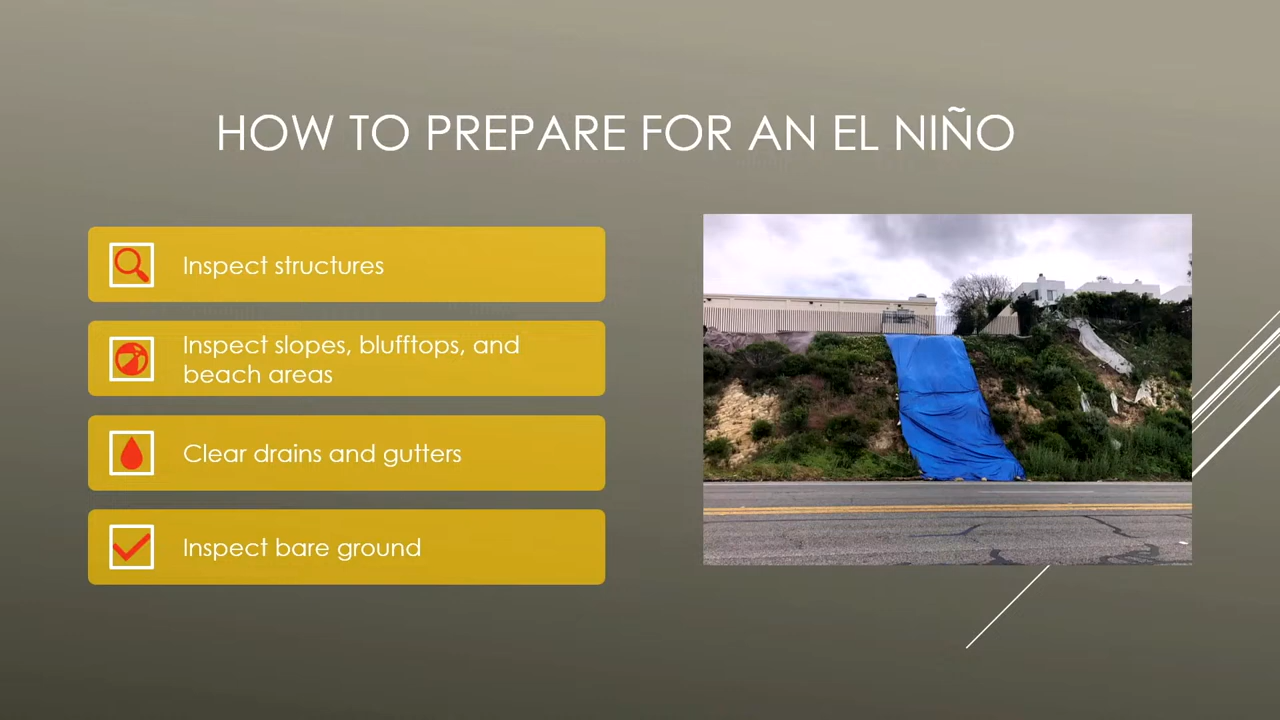 HOW TO PREPARE FOR AN EL NIÑO
Inspect structures
Inspect slopes, blufftops, and
beach areas
Clear drains and gutters
Inspect bare ground